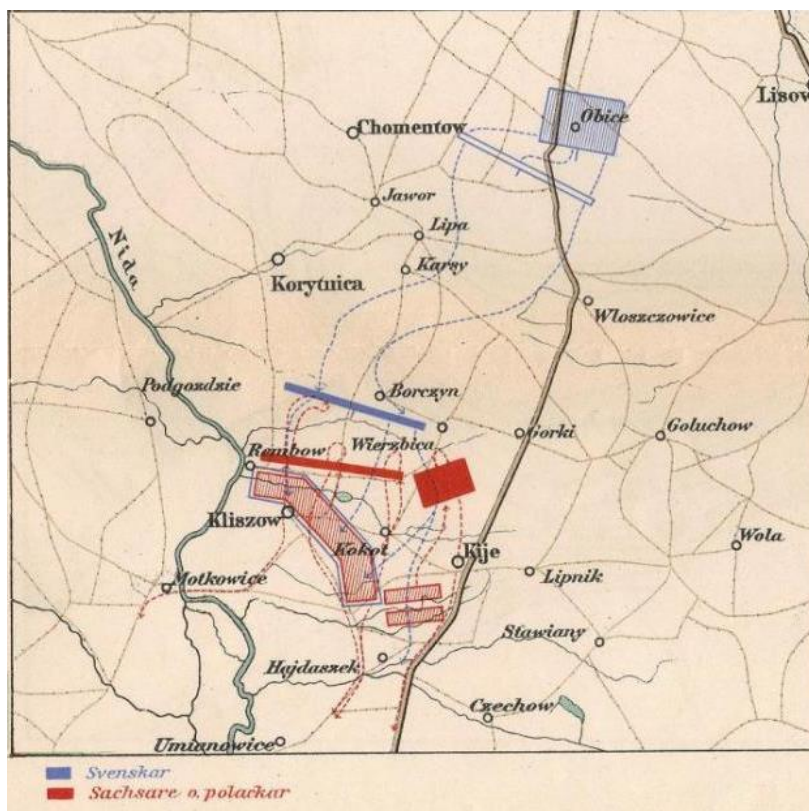 Obice
Lisow
Chomentow
Jawor
Lipa
Nida
Karsy
Korytnica
Wloszczowice
Podgozdzie
Borczyn
Wierzbica
Gorki
Goluchow
Rembow
Kliszow
Kokot
Kije
Wola
Motkowice
Lipnik
Stawiany
Hajdaszek
Czechow
Umianowice
Svenskar
Sachsare o. polackar